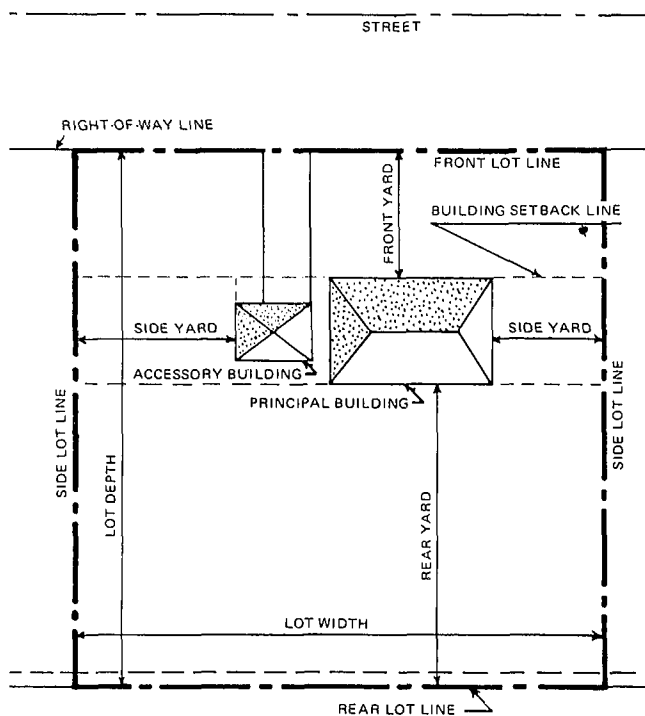 STREET
RIGHT-OF-WAY LINE
FRONT LOT LINE
FRONT YARD
BUILDING SETBACK LINE
SIDE YARD
SIDE YARD
ACCESSORY BUILDING
PRINCIPAL BUILDING
SIDE LOT LINE
SIDE LOT LINE
LOT DEPTH
REAR YARD
LOT WIDTH
REAR LOT LINE